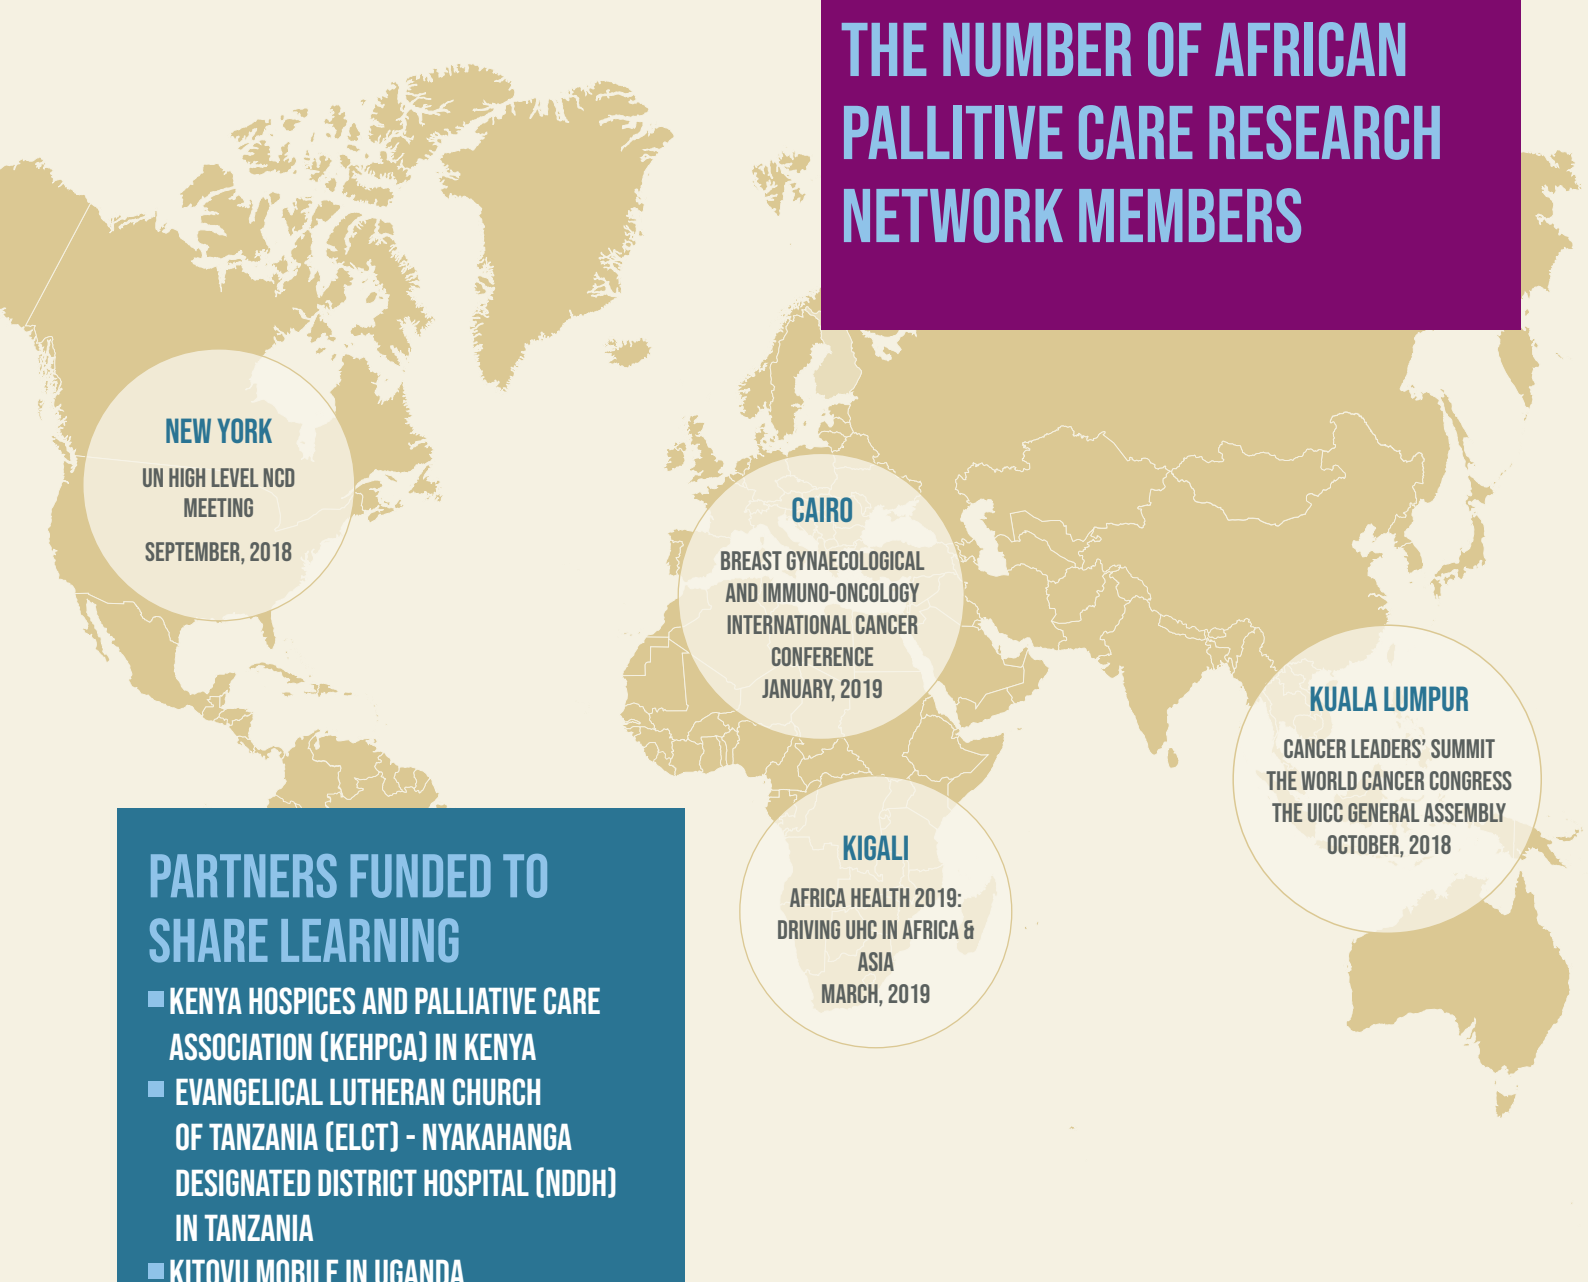 THE NUMBER OF AFRICAN
PALLITIVE CARE RESEARCH
NETWORK MEMBERS
NEW YORK
UN HIGH LEVEL NCD
MEETING
SEPTEMBER, 2018
CAIRO
BREAST GYNAECOLOGICAL
AND IMMUNO-ONCOLOGY
INTERNATIONAL CANCER
CONFERENCE
JANUARY, 2019
KUALA LUMPUR
CANCER LEADERS’ SUMMIT
THE WORLD CANCER CONGRESS
THE UICC GENERAL ASSEMBLY
OCTOBER, 2018
KIGALI
AFRICA HEALTH 2019:
DRIVING UHC IN AFRICA &
ASIA
MARCH, 2019
PARTNERS FUNDED TO
SHARE LEARNING
KENYA HOSPICES AND PALLIATIVE CARE
ASSOCIATION (KEHPCA) IN KENYA
EVANGELICAL LUTHERAN CHURCH
OF TANZANIA (ELCT) - NYAKAHANGA
DESIGNATED DISTRICT HOSPITAL (NDDH)
IN TANZANIA
KITOVU MOBILE IN UGANDA